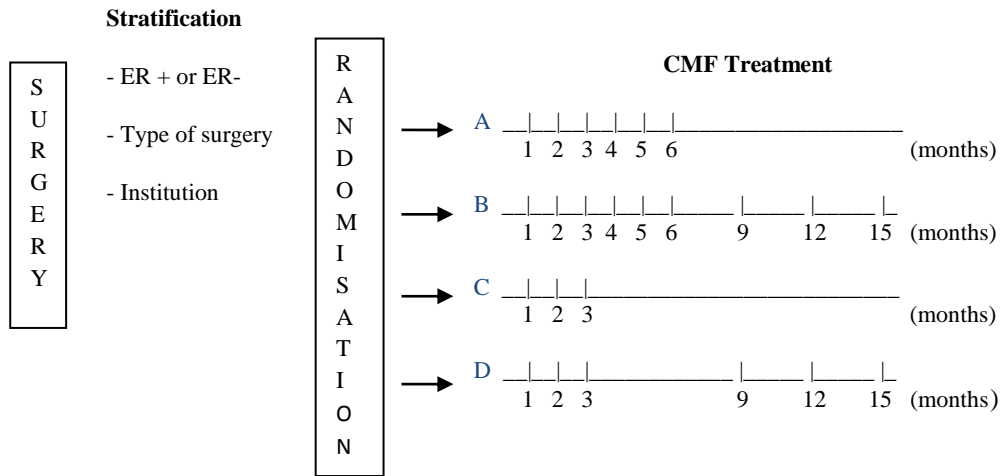 Stratification
SURGERY
- ER + or ER-
- Type of surgery
- Institution
RANDOMISATION
CMF Treatment
A
1 2 3 4 5 6 (months)
B
1 2 3 4 5 6 9 12 15 (months)
C
1 2 3 (months)
D
1 2 3 9 12 15 (months)